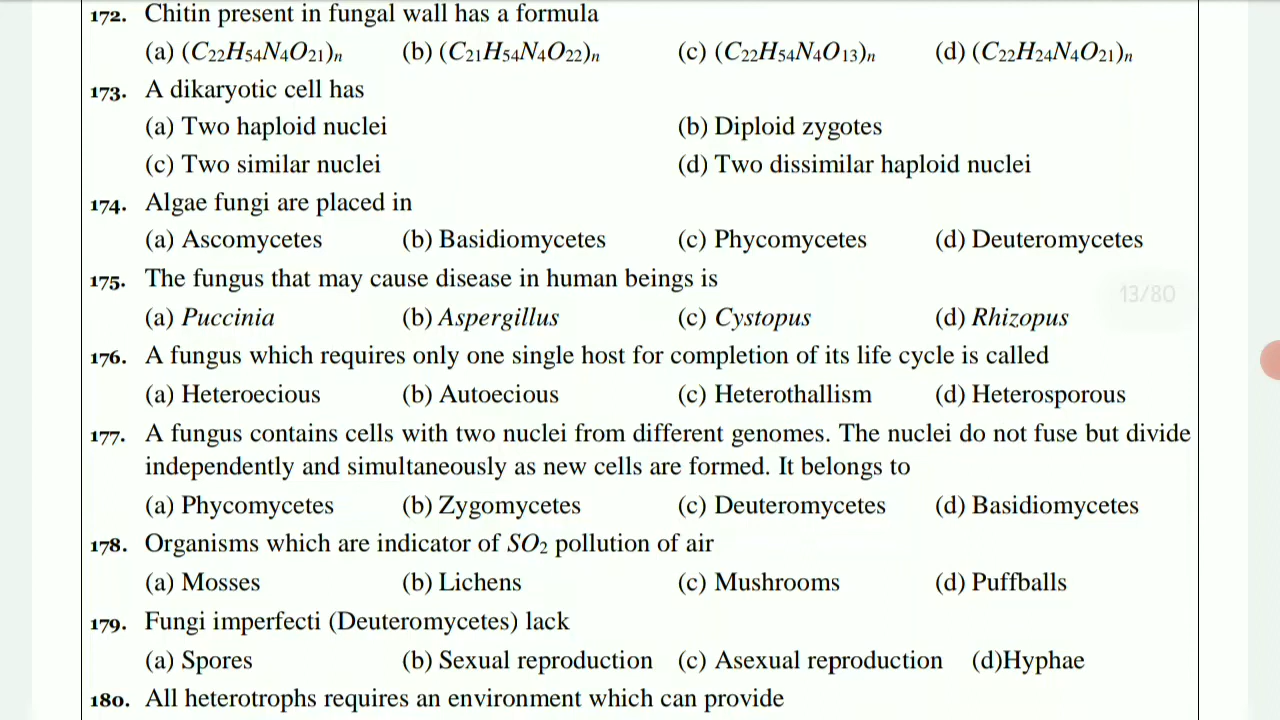 172. Chitin present in fungal wall has a formula
(a) (C22H54N4O21)n (b) (C21H54N4O22)n (c) (C22H54N4O13)n (d) (C22H24N4O21)n
173. A dikaryotic cell has
(a) Two haploid nuclei (b) Diploid zygotes
(c) Two similar nuclei (d) Two dissimilar haploid nuclei
174. Algae fungi are placed in
(a) Ascomycetes (b) Basidiomycetes (c) Phycomycetes (d) Deuteromycetes
175. The fungus that may cause disease in human beings is
13/80
(a) Puccinia (b) Aspergillus (c) Cystopus (d) Rhizopus
176. A fungus which requires only one single host for completion of its life cycle is called
(a) Heteroecious (b) Autoecious (c) Heterothallism (d) Heterosporous
177. A fungus contains cells with two nuclei from different genomes. The nuclei do not fuse but divide
independently and simultaneously as new cells are formed. It belongs to
(a) Phycomycetes (b) Zygomycetes (c) Deuteromycetes (d) Basidiomycetes
178. Organisms which are indicator of SO2 pollution of air
(a) Mosses (b) Lichens (c) Mushrooms (d) Puffballs
179. Fungi imperfecti (Deuteromycetes) lack
(a) Spores (b) Sexual reproduction (c) Asexual reproduction (d)Hyphae
180. All heterotrophs requires an environment which can provide